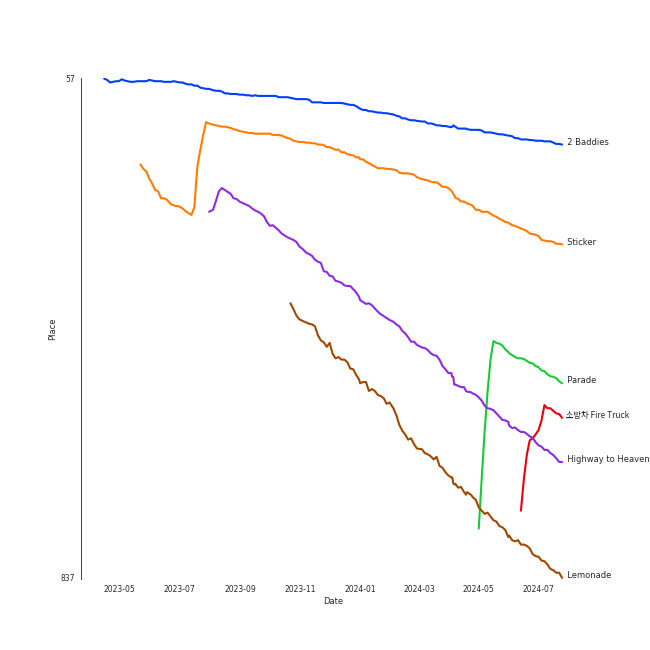 57
2 Baddies
Sticker
Place
Parade
소방차 Fire Truck
Highway to Heaven
837
Lemonade
2023-05 2023-07 2023-09 2023-11 2024-01 2024-03 2024-05 2024-07
Date